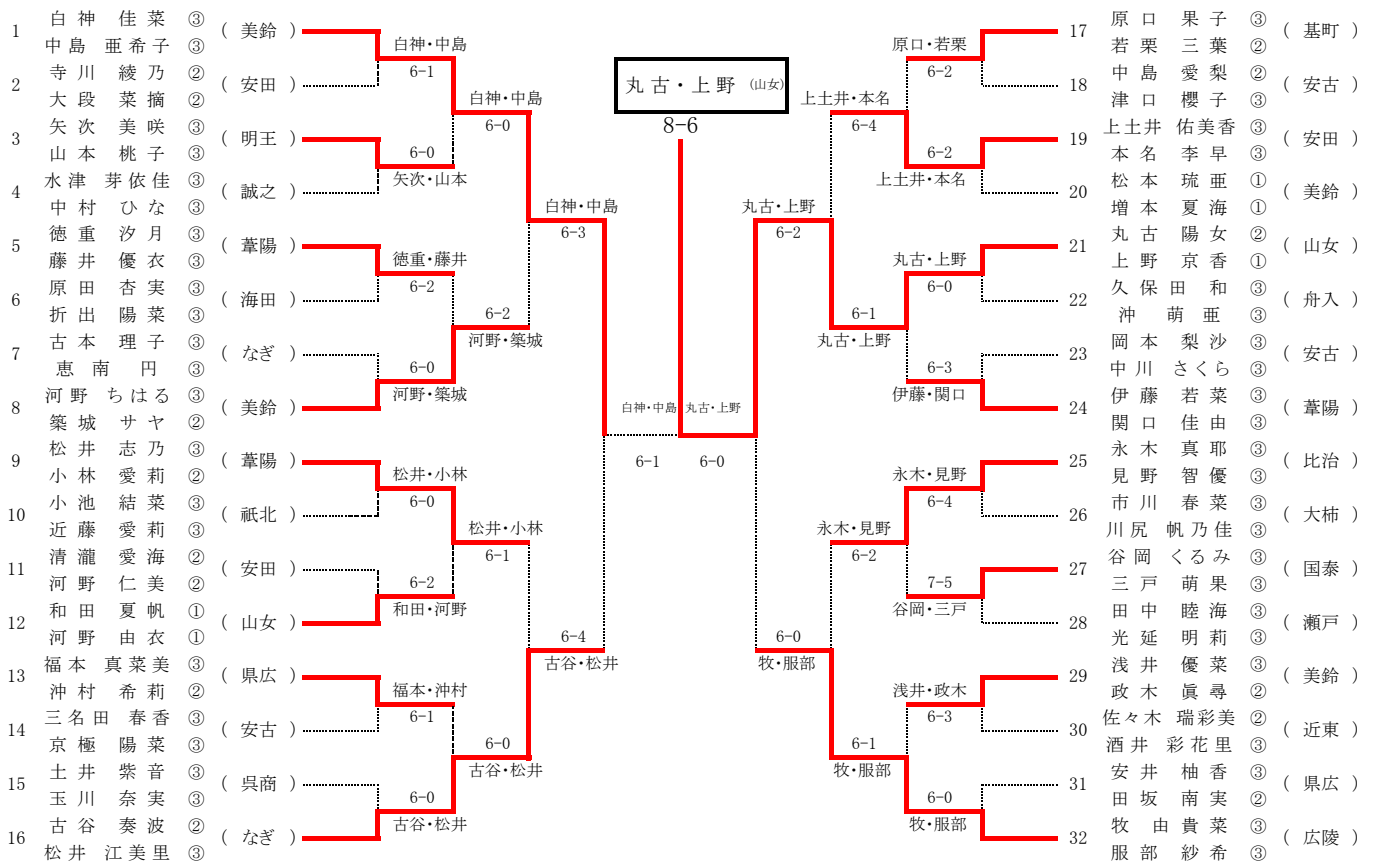 1 白神 佳菜 ③ ( 美鈴 )
中島 亜希子 ③
2 寺川 綾乃 ② ( 安田 )
大段 菜摘 ②
3 矢次 美咲 ③ ( 明王 )
山本 桃子 ③
4 水津 芽依佳 ③ ( 誠之 )
中村 ひな ③
5 徳重 汐月 ③ ( 葦陽 )
藤井 優衣 ③
6 原田 杏実 ③ ( 海田 )
折出 陽菜 ③
7 古本 理子 ③ ( なぎ )
恵南 円 ③
8 河野 ちはる ③ ( 美鈴 )
築城 サヤ ②
9 松井 志乃 ③ ( 葦陽 )
小林 愛莉 ②
10 小池 結菜 ③ ( 祇北 )
近藤 愛莉 ③
11 清瀧 愛海 ② ( 安田 )
河野 仁美 ②
12 和田 夏帆 ① ( 山女 )
河野 由衣 ①
13 福本 真菜美 ③ ( 県広 )
沖村 希莉 ②
14 三名田 春香 ③ ( 安古 )
京極 陽菜 ③
15 土井 紫音 ③ ( 呉商 )
玉川 奈実 ③
16 古谷 奏波 ② ( なぎ )
松井 江美里 ③
白神・中島
6-1
6-0
矢次・山本
徳重・藤井
6-2
6-0
河野・築城
松井・小林
6-0
6-2
和田・河野
福本・沖村
6-1
6-0
古谷・松井
白神・中島
6-0
6-2
河野・築城
松井・小林
6-1
6-0
古谷・松井
白神・中島
6-3
6-4
古谷・松井
丸古・上野 (山女)
8-6
白神・中島 丸古・上野
6-1 6-0
丸古・上野
6-2
6-0
牧・服部
上土井・本名
6-4
6-1
丸古・上野
永木・見野
6-2
6-1
牧・服部
原口・若栗
6-2
6-2
上土井・本名
丸古・上野
6-0
6-3
伊藤・関口
永木・見野
6-4
7-5
谷岡・三戸
浅井・政木
6-3
6-0
牧・服部
17 原口 果子 ③ ( 基町 )
若栗 三葉 ②
18 中島 愛梨 ② ( 安古 )
津口 櫻子 ③
19 上土井 佑美香 ③ ( 安田 )
本名 李早 ③
20 松本 琉亜 ① ( 美鈴 )
増本 夏海 ①
21 丸古 陽女 ② ( 山女 )
上野 京香 ①
22 久保田 和 ③ ( 舟入 )
沖 萌亜 ③
23 岡本 梨沙 ③ ( 安古 )
中川 さくら ③
24 伊藤 若菜 ③ ( 葦陽 )
関口 佳由 ③
25 永木 真耶 ③ ( 比治 )
見野 智優 ③
26 市川 春菜 ③ ( 大柿 )
川尻 帆乃佳 ③
27 谷岡 くるみ ③ ( 国泰 )
三戸 萌果 ③
28 田中 睦海 ③ ( 瀬戸 )
光延 明莉 ③
29 浅井 優菜 ③ ( 美鈴 )
政木 眞尋 ②
30 佐々木 瑞彩美 ② ( 近東 )
酒井 彩花里 ③
31 安井 柚香 ③ ( 県広 )
田坂 南実 ②
32 牧 由貴菜 ③ ( 広陵 )
服部 紗希 ③